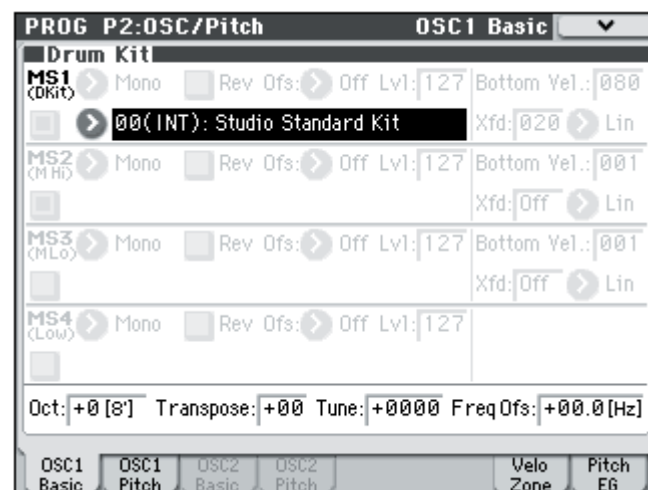 PROG P2:OSC/Pitch OSC1 Basic
Drum Kit
MS1 Mono Rev Ofs: Off Lvl: 127 Bottom Vel.: 080
(DKit)
00(INT): Studio Standard Kit Xfd: 020 Lin
MS2 Mono Rev Ofs: Off Lvl: 127 Bottom Vel.: 001
(M Hi)
Xfd: Off Lin
MS3 Mono Rev Ofs: Off Lvl: 127 Bottom Vel.: 001
(MLo)
Xfd: Off Lin
MS4 Mono Rev Ofs: Off Lvl: 127
(Low)
Oct: +0 [8'] Transpose: +00 Tune: +0000 Freq Ofs: +00.0 [Hz]
OSC1 OSC1 OSC2 OSC2 Velo Pitch
Basic Pitch Basic Pitch Zone EG